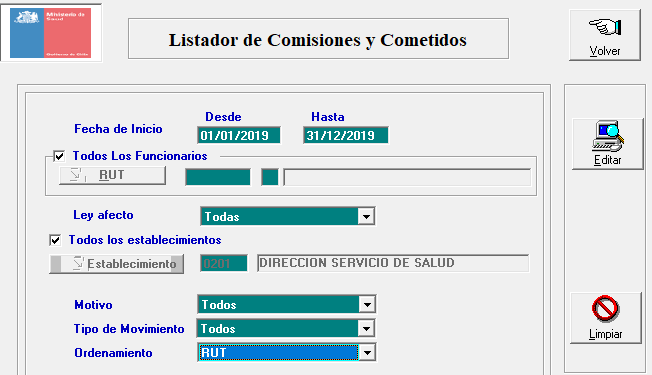 Ministerio de
Salud
Gobierno de Chile
Listador de Comisiones y Cometidos
Volver
Desde Hasta
Fecha de Inicio 01/01/2019 31/12/2019
Todos Los Funcionarios
RUT
Editar
Ley afecto Todas
Todos los establecimientos
Establecimiento 0201 DIRECCION SERVICIO DE SALUD
Motivo Todos
Tipo de Movimiento Todos
Limpiar
Ordenamiento RUT